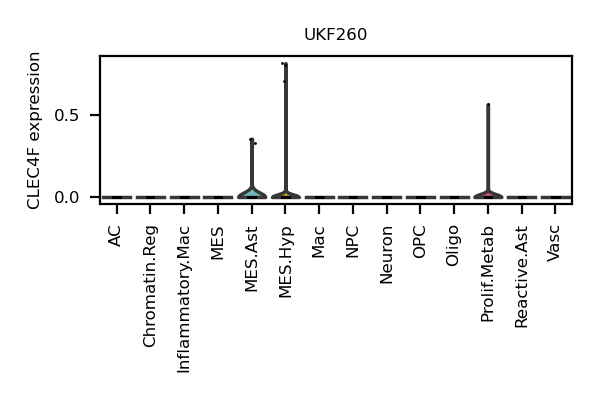 UKF260
CLEC4F expression
0.5
0.0
AC
Chromatin.Reg
Inflammatory.Mac
MES
MES.Ast
MES.Hyp
Mac
NPC
Neuron
OPC
Oligo
Prolif.Metab
Reactive.Ast
Vasc